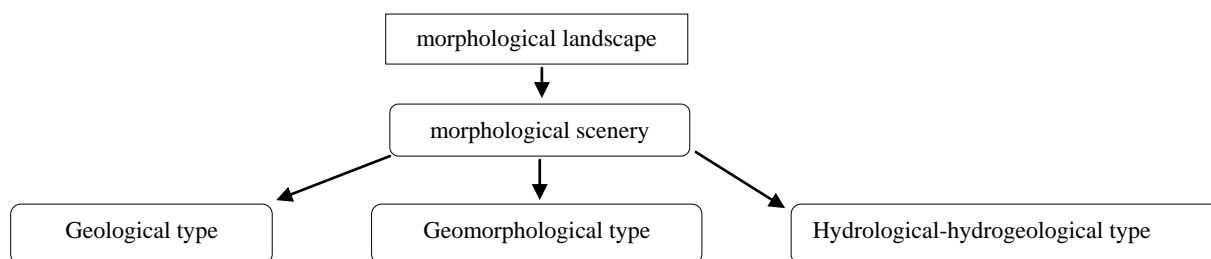 morphological landscape
morphological scenery
Geological type
Geomorphological type
Hydrological-hydrogeological type